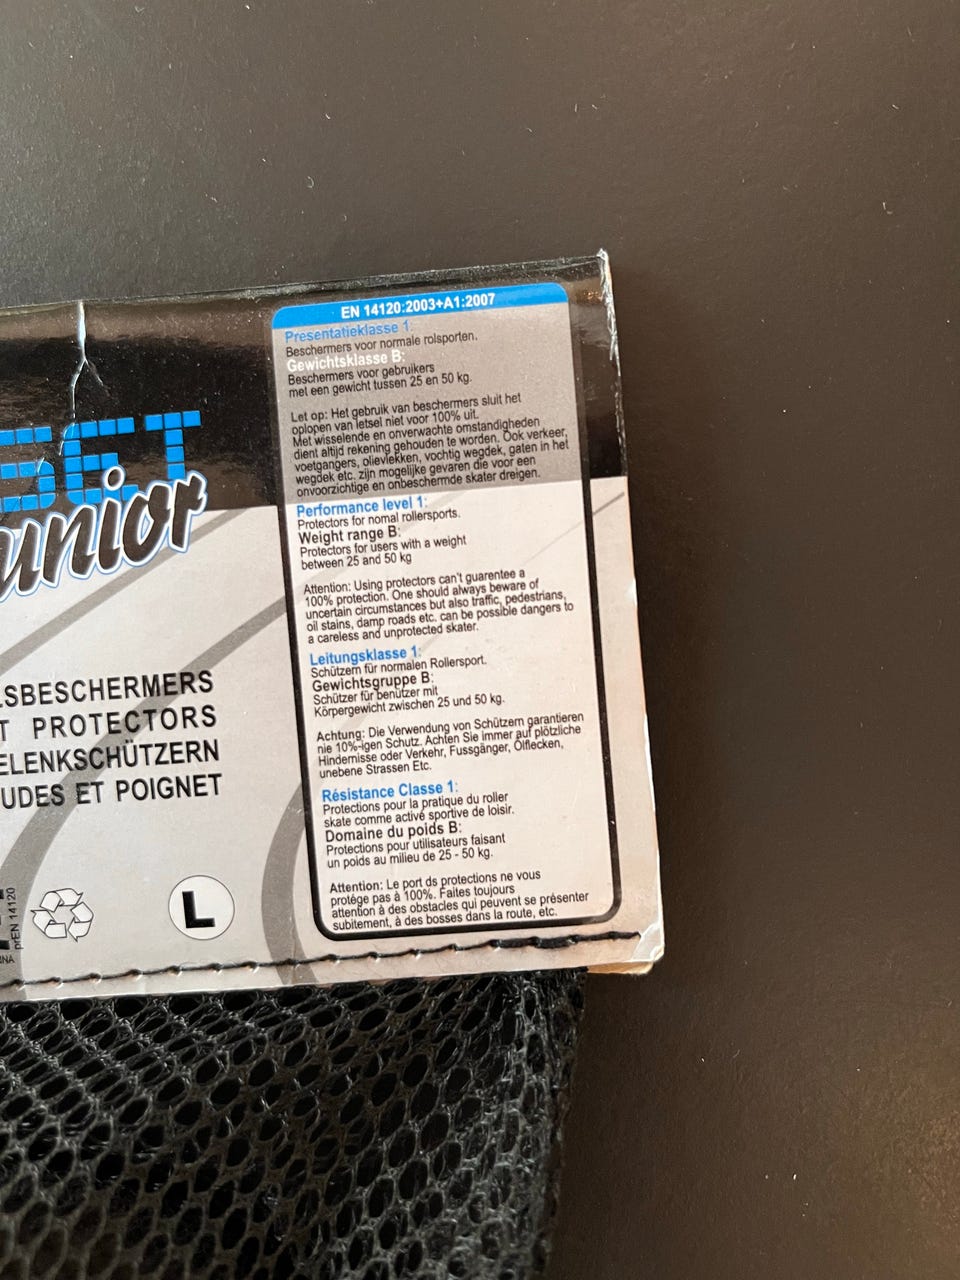 EN 14120:2003+A1:2007
Presentatieklasse 1:
Beschermers voor normale rolsporten.
Gewichtsklasse B:
Beschermers voor gebruikers
met een gewicht tussen 25 en 50 kg.
Let op: Het gebruik van beschermers sluit het
oplopen van letsel niet voor 100% uit.
Met wisselende en onverwachte omstandigheden
dient altijd rekening gehouden te worden. Ook verkeer,
voetgangers, olievlekken, vochtig wegdek, gaten in het
wegdek etc. zijn mogelijke gevaren die voor een
onvoorzichtige en onbeschermde skater dreigen.
Performance level 1:
Protectors for nomal rollersports.
Weight range B:
Protectors for users with a weight
between 25 and 50 kg
Attention: Using protectors can't guarentee a
100% protection. One should always beware of
uncertain circumstances but also traffic, pedestrians,
oil stains, damp roads etc. can be possible dangers to
a careless and unprotected skater.
Leitungsklasse 1:
Schützern für normalen Rollersport.
Gewichtsgruppe B:
Schützer für benutzer mit
Körpergewicht zwischen 25 und 50 kg.
Achtung: Die Verwendung von Schützern garantieren
nie 10%-igen Schutz. Achten Sie immer auf plötzliche
Hindernisse oder Verkehr, Fussgänger, Ölflecken,
unebene Strassen Etc.
Résistance Classe 1:
Protections pour la pratique du roller
skate comme activé sportive de loisir.
Domaine du poids B:
Protections pour utilisateurs faisant
un poids au milieu de 25 - 50 kg.
Attention: Le port ds protections ne vous
protége pas à 100%. Faites toujours
attention à des obstacles qui peuvent se présenter
subitement, à des bosses dans la route, etc.
SET
unior
LSBESCHERMERS
T PROTECTORS
ELENKSCHÜTZERN
UDES ET POIGNET
prEN 14120
INA
L